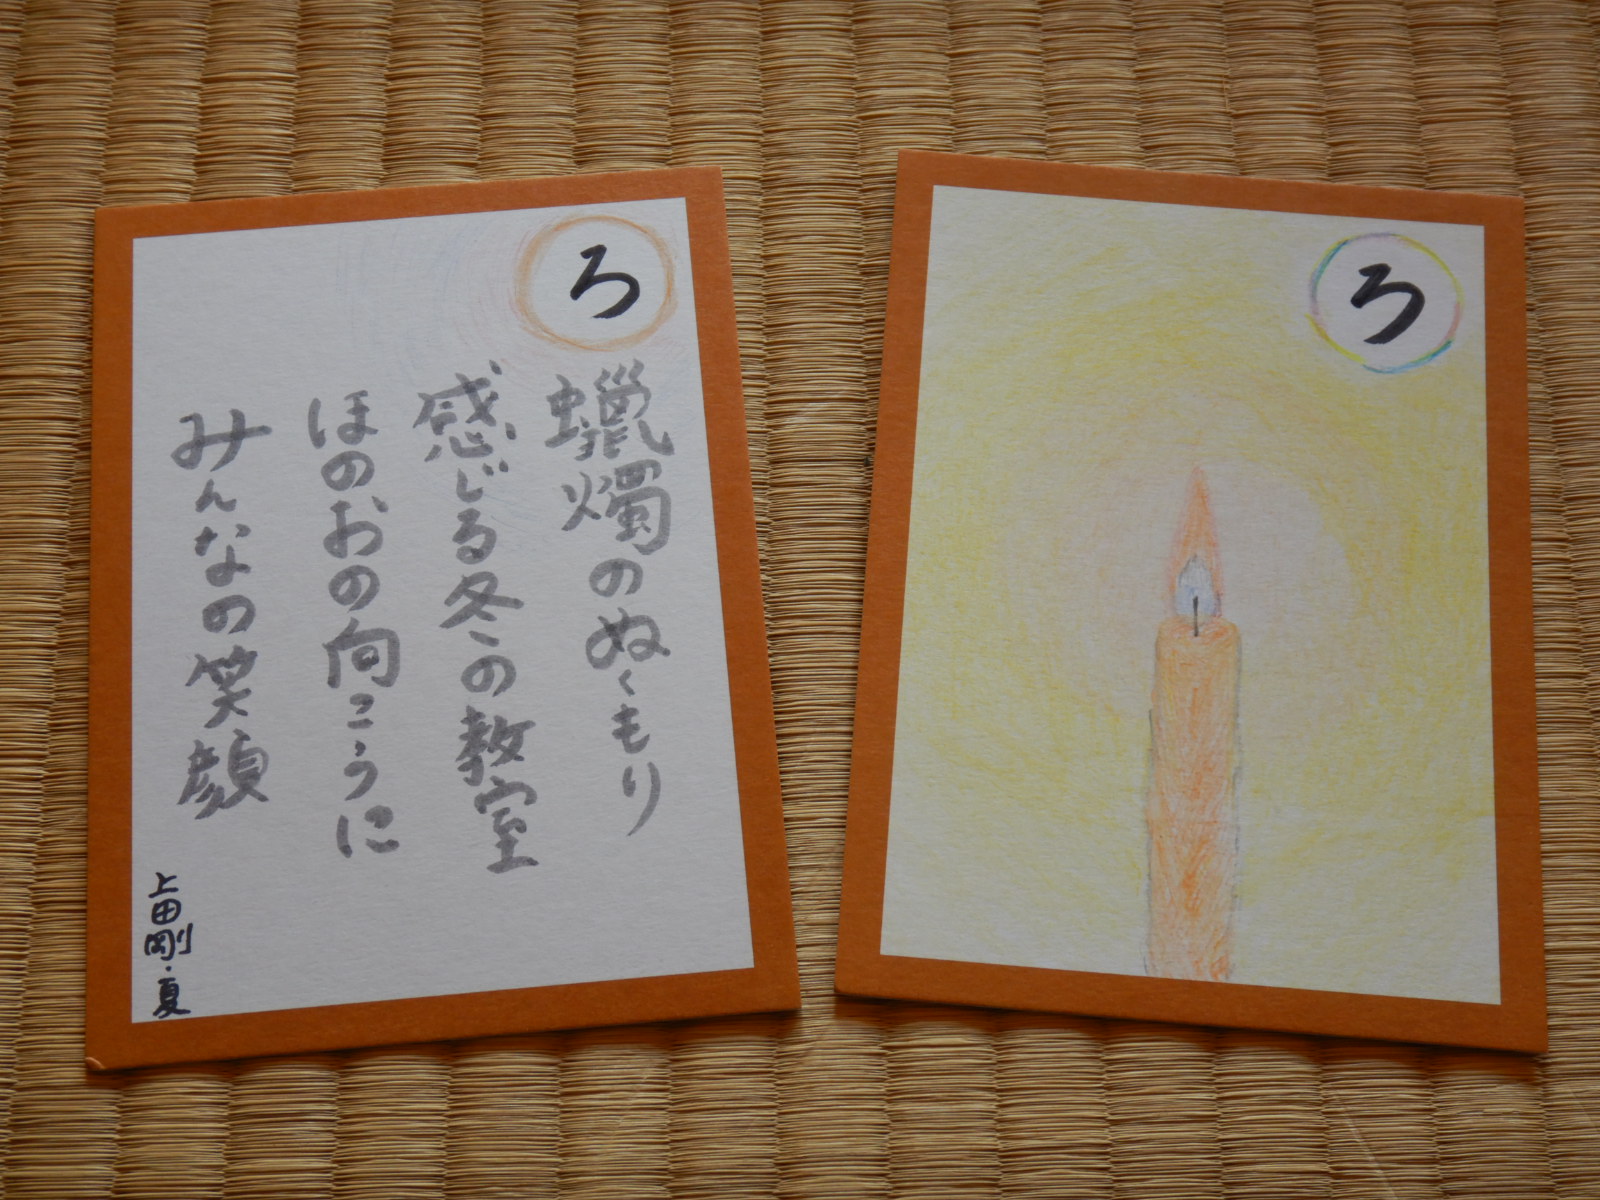 ろ
蝋燭のぬくもり
感じる冬の教室
ほのおの向こうに
みんなの笑顔
上田剛・夏
ろ